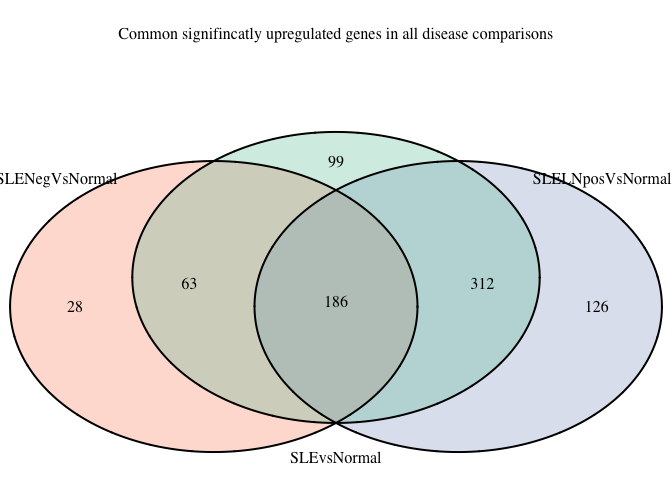 Common signifincatly upregulated genes in all disease comparisons
99
SLENegVsNormal
SLELNposVsNormal
63
312
28
186
126
SLEvsNormal